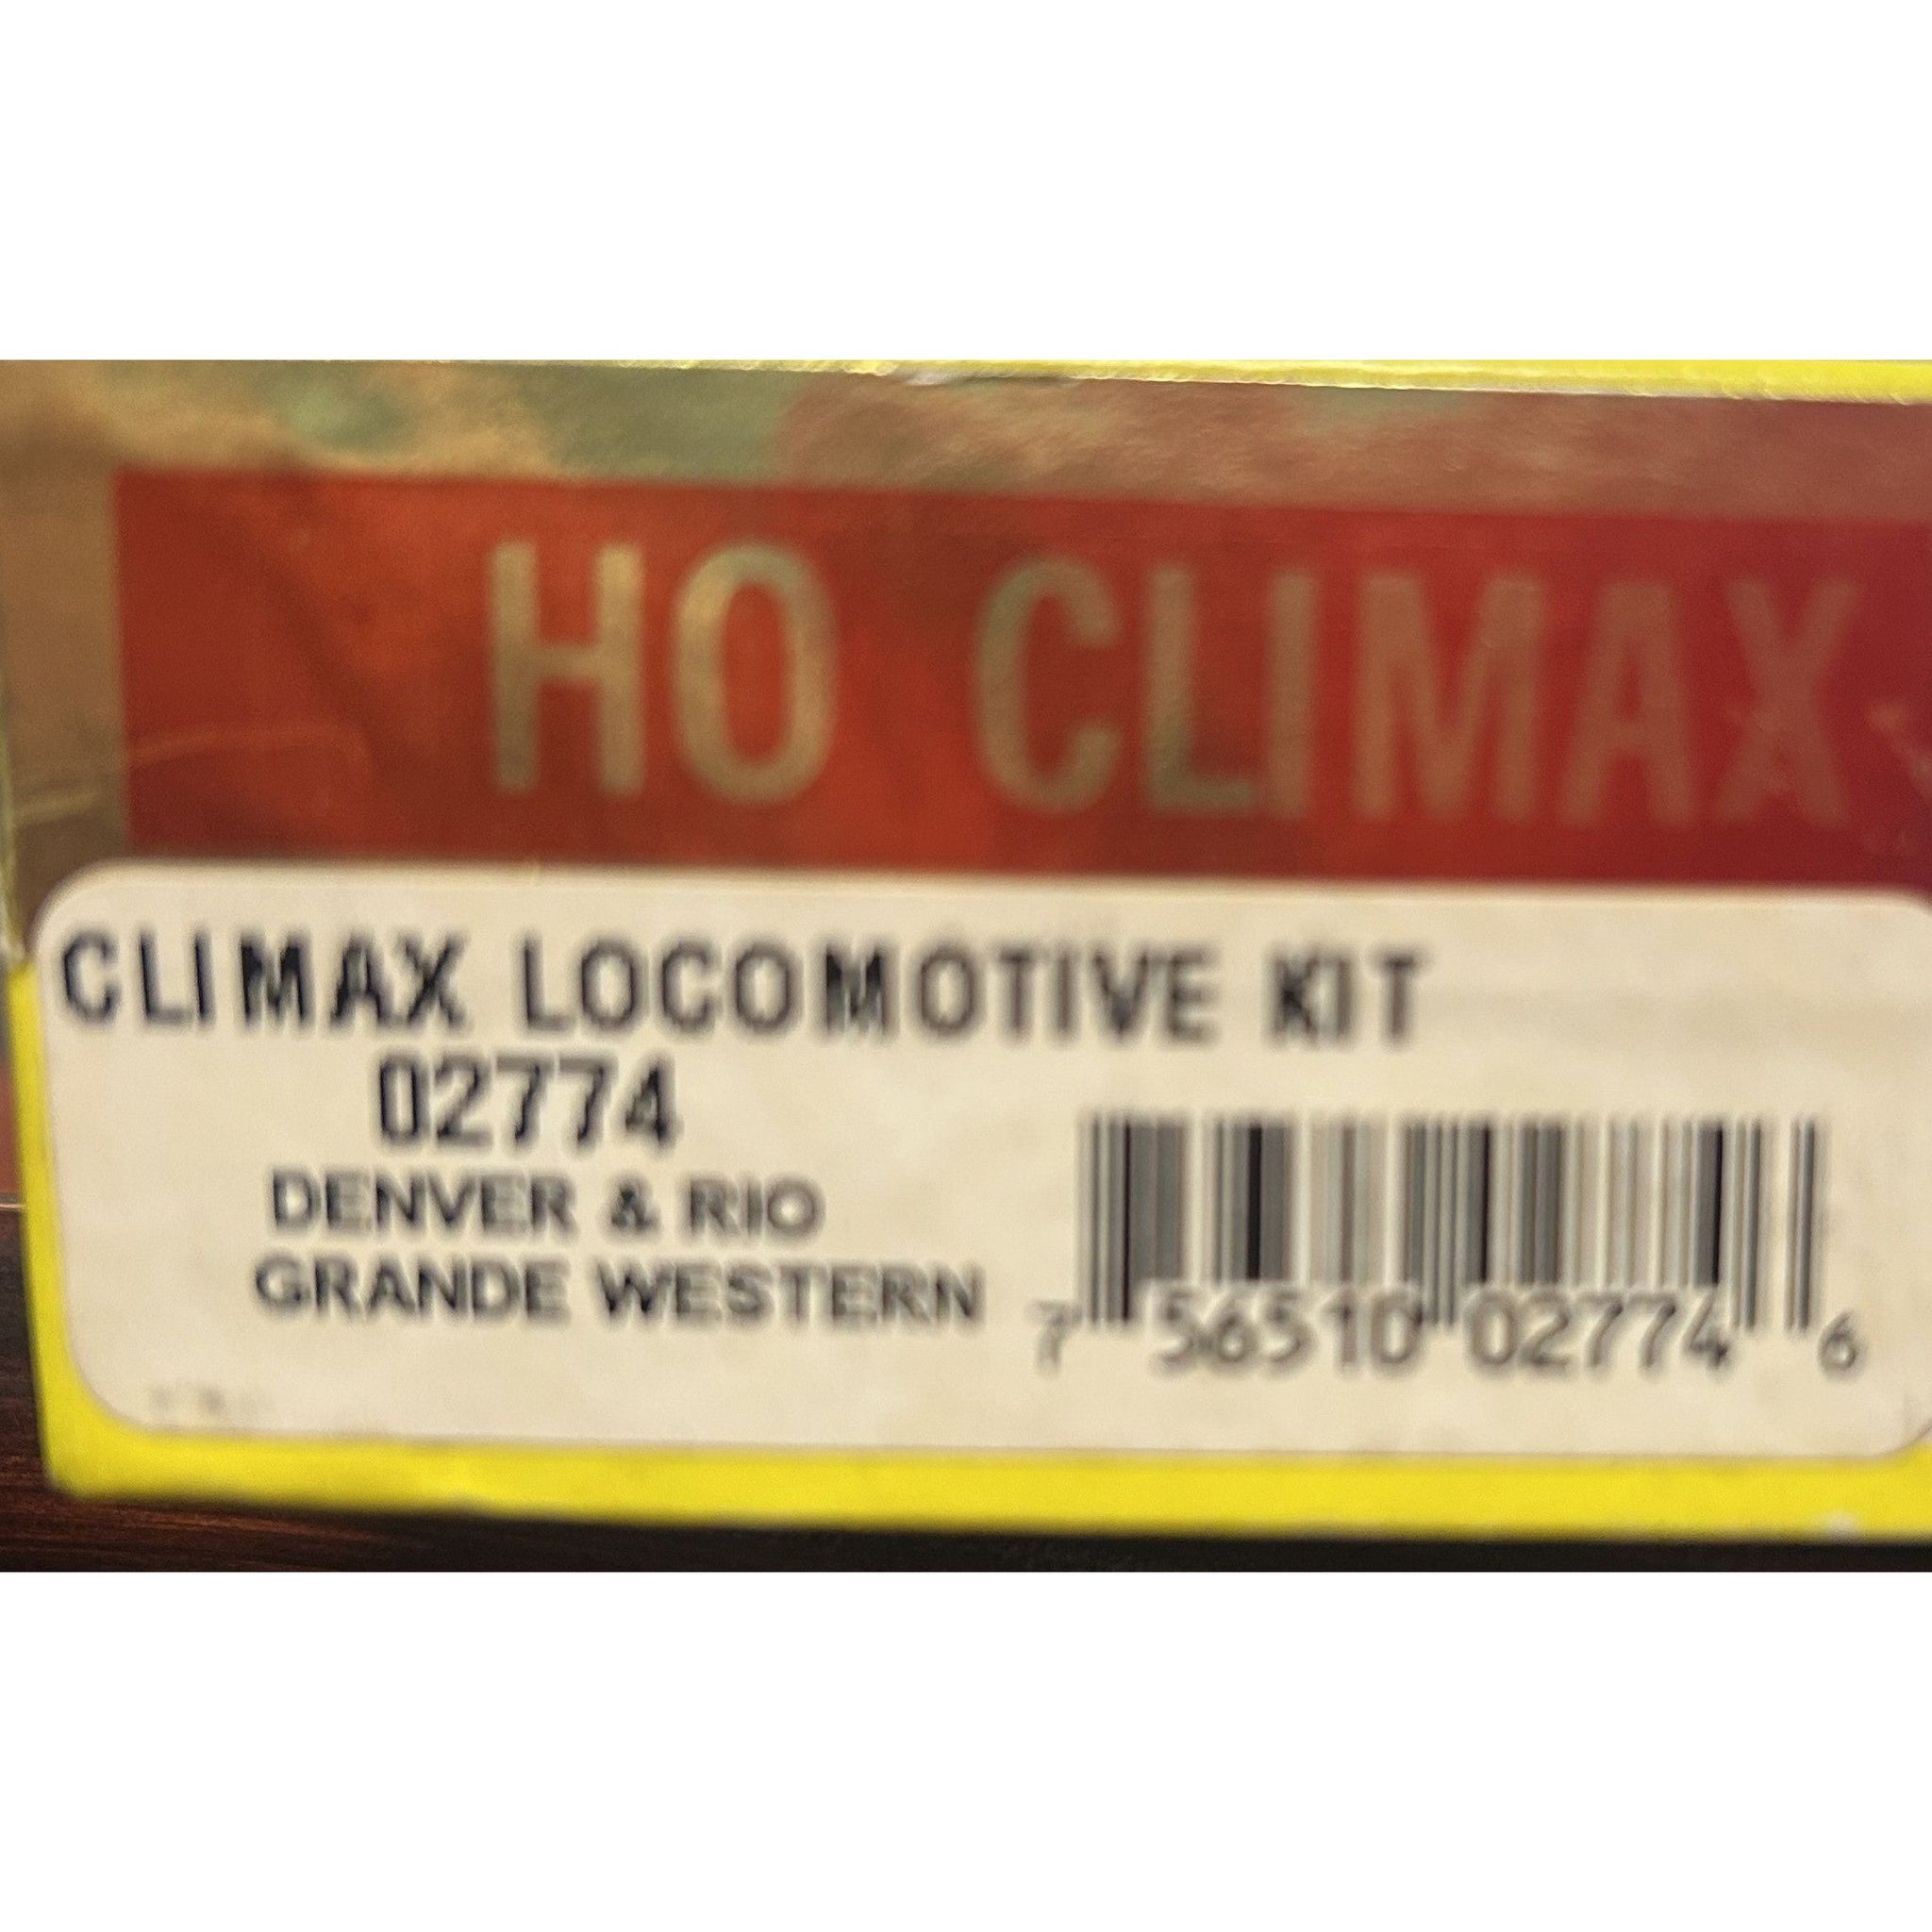 HO CLIMAX
CLIMAX LOCOMOTIVE KIT
02774
DENVER & RIO
GRANDE WESTERN
7 56510 02774 6